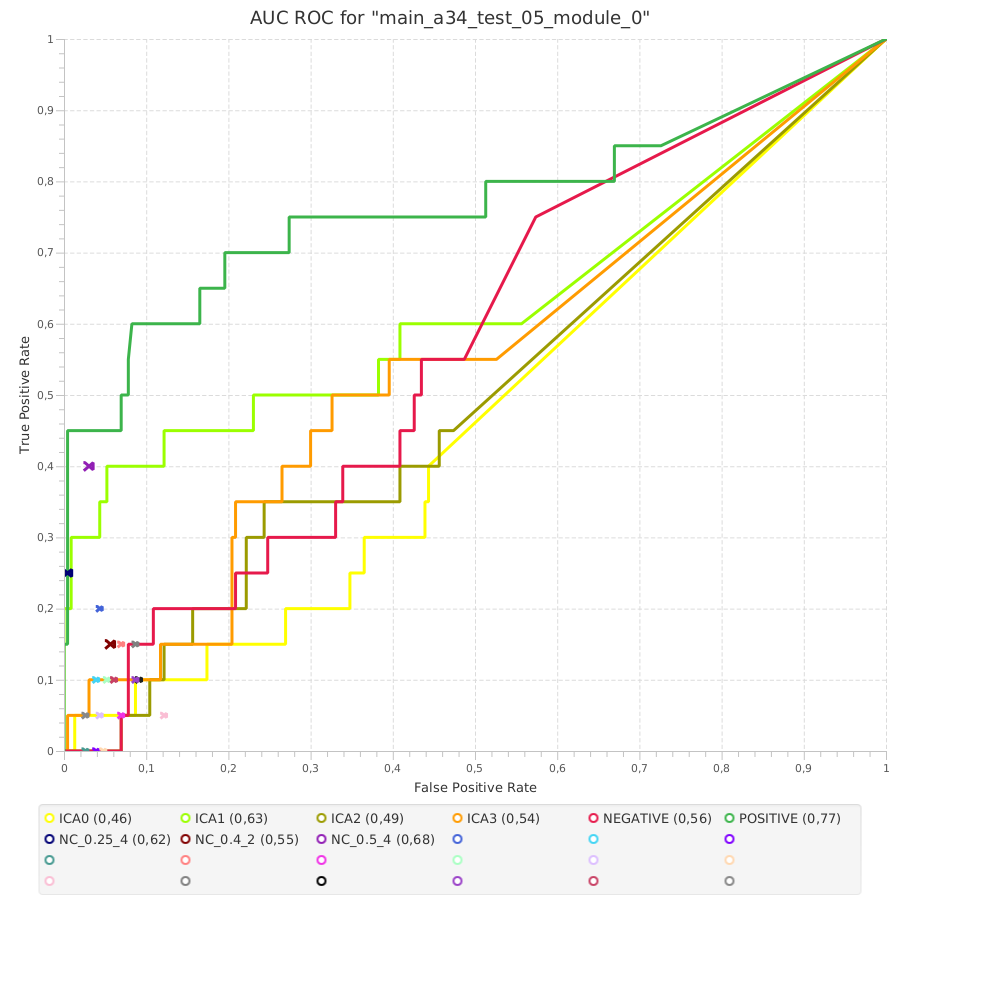 AUC ROC for "main_a34_test_05_module_0"
1
0,9
0,8
0,7
0,6
0,5
0,4
0,3
0,2
0,1
0
True Positive Rate
0 0,1 0,2 0,3 0,4 0,5 0,6 0,7 0,8 0,9 1
False Positive Rate
ICA0 (0,46) ICA1 (0,63) ICA2 (0,49) ICA3 (0,54) NEGATIVE (0,56) POSITIVE (0,77)
NC_0.25_4 (0,62) NC_0.4_2 (0,55) NC_0.5_4 (0,68)